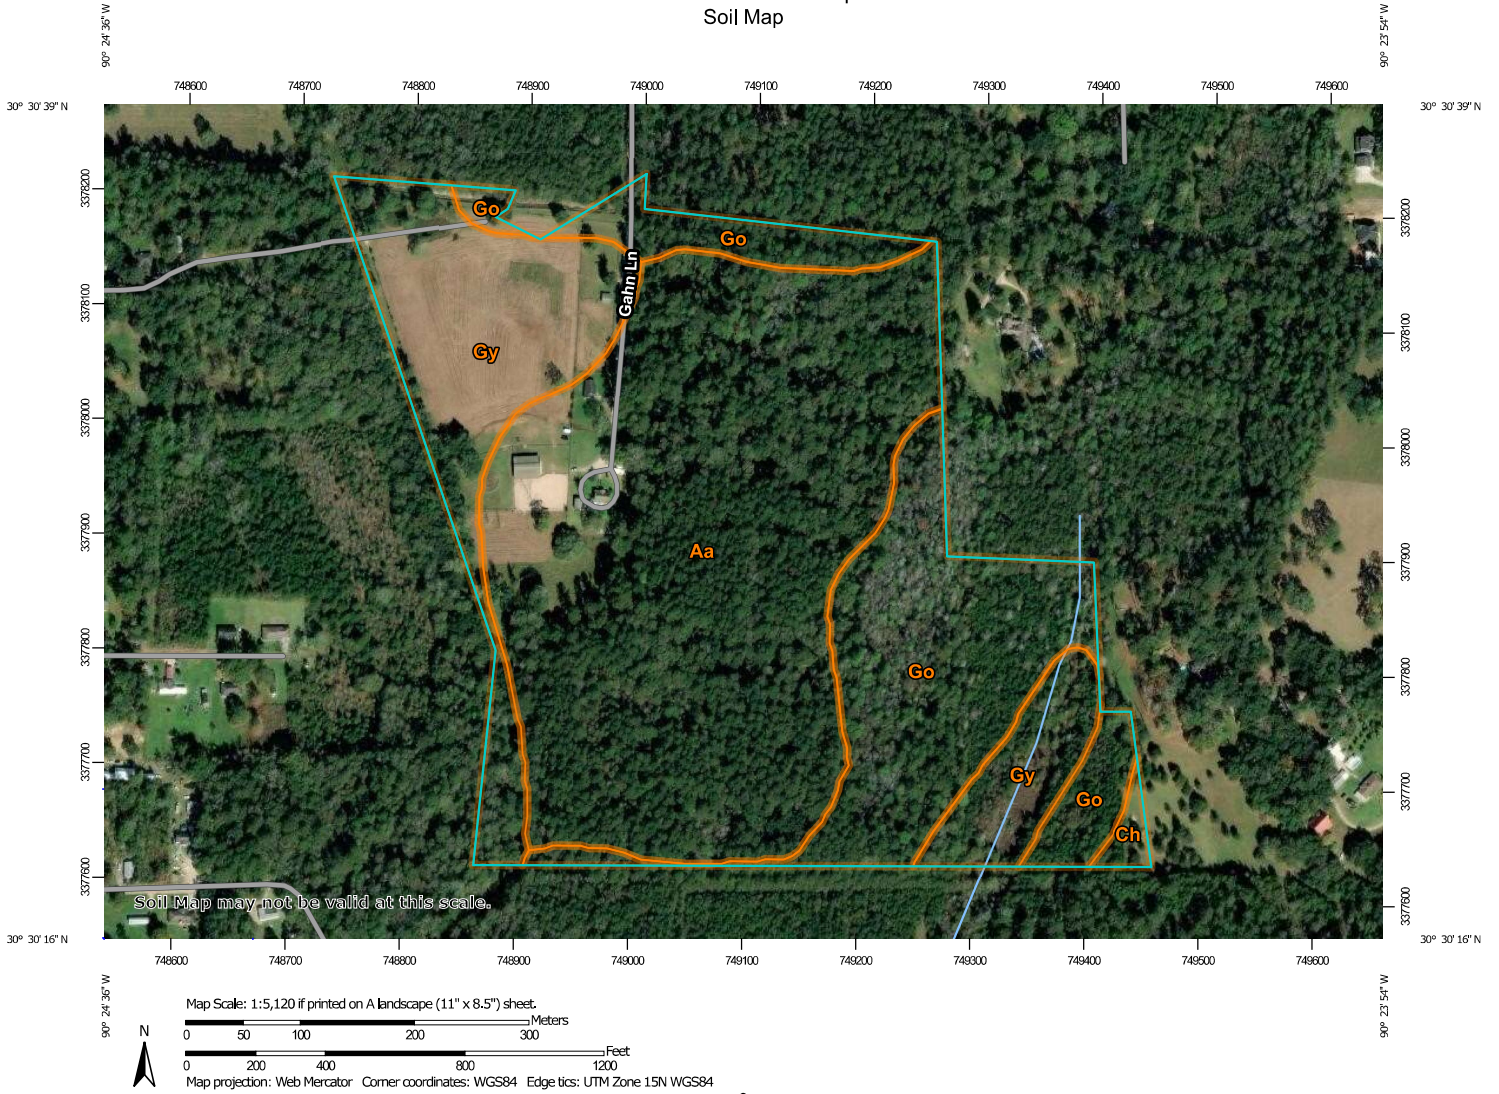 Soil Map
90° 24' 36" W
90° 23' 54" W
748600 748700 748800 748900 749000 749100 749200 749300 749400 749500 749600
30° 30' 39" N
30° 30' 39" N
3378200
3378100
3378000
3377900
3377800
3377700
3377600
3378200
3378100
3378000
3377900
3377800
3377700
3377600
Go
Go
Gahn Ln
Gy
Aa
Go
Gy
Go
Ch
Soil Map may not be valid at this scale.
30° 30' 16" N
30° 30' 16" N
748600 748700 748800 748900 749000 749100 749200 749300 749400 749500 749600
90° 24' 36" W
90° 23' 54" W
Map Scale: 1:5,120 if printed on A landscape (11" x 8.5") sheet.
N
Meters
0 50 100 200 300
Feet
0 200 400 800 1200
Map projection: Web Mercator Corner coordinates: WGS84 Edge tics: UTM Zone 15N WGS84